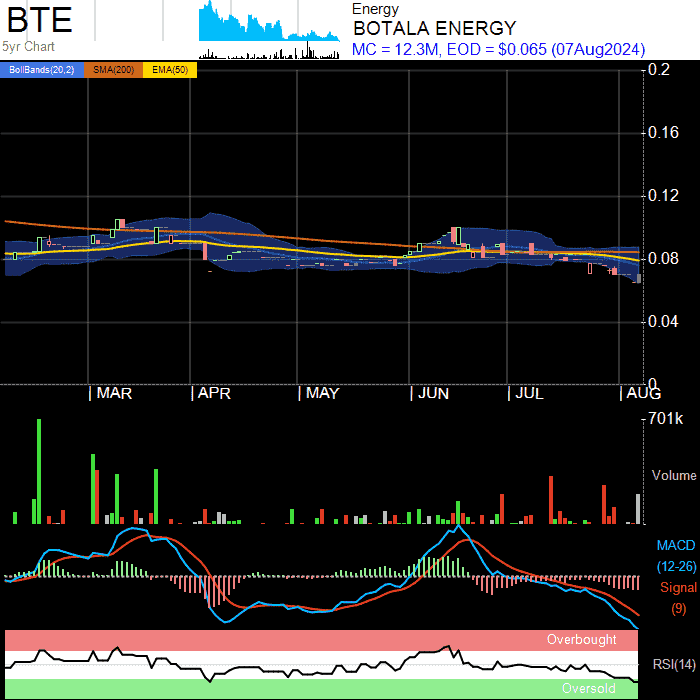 BTE
5yr Chart
Energy
BOTALA ENERGY
MC = 12.3M, EOD = $0.065 (07Aug2024)
BollBands(20,2) SMA(200) EMA(50)
0.2
0.16
0.12
0.08
0.04
0
MAR APR MAY JUN JUL AUG
701k
Volume
MACD
(12-26)
Signal
(9)
Overbought
RSI(14)
Oversold